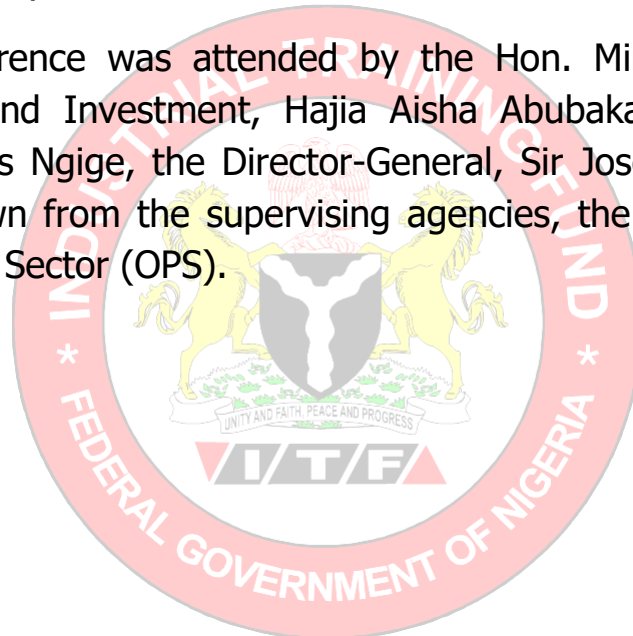 rence was attended by the Hon. Mi
nd Investment, Hajia Aisha Abubaka
s Ngige, the Director-General, Sir Jos
wn from the supervising agencies, the
Sector (OPS).
INDUSTRIAL TRAINING FUND
UNITY AND FAITH, PEACE AND PROGRESS
ITF
* FEDERAL GOVERNMENT OF NIGERIA *